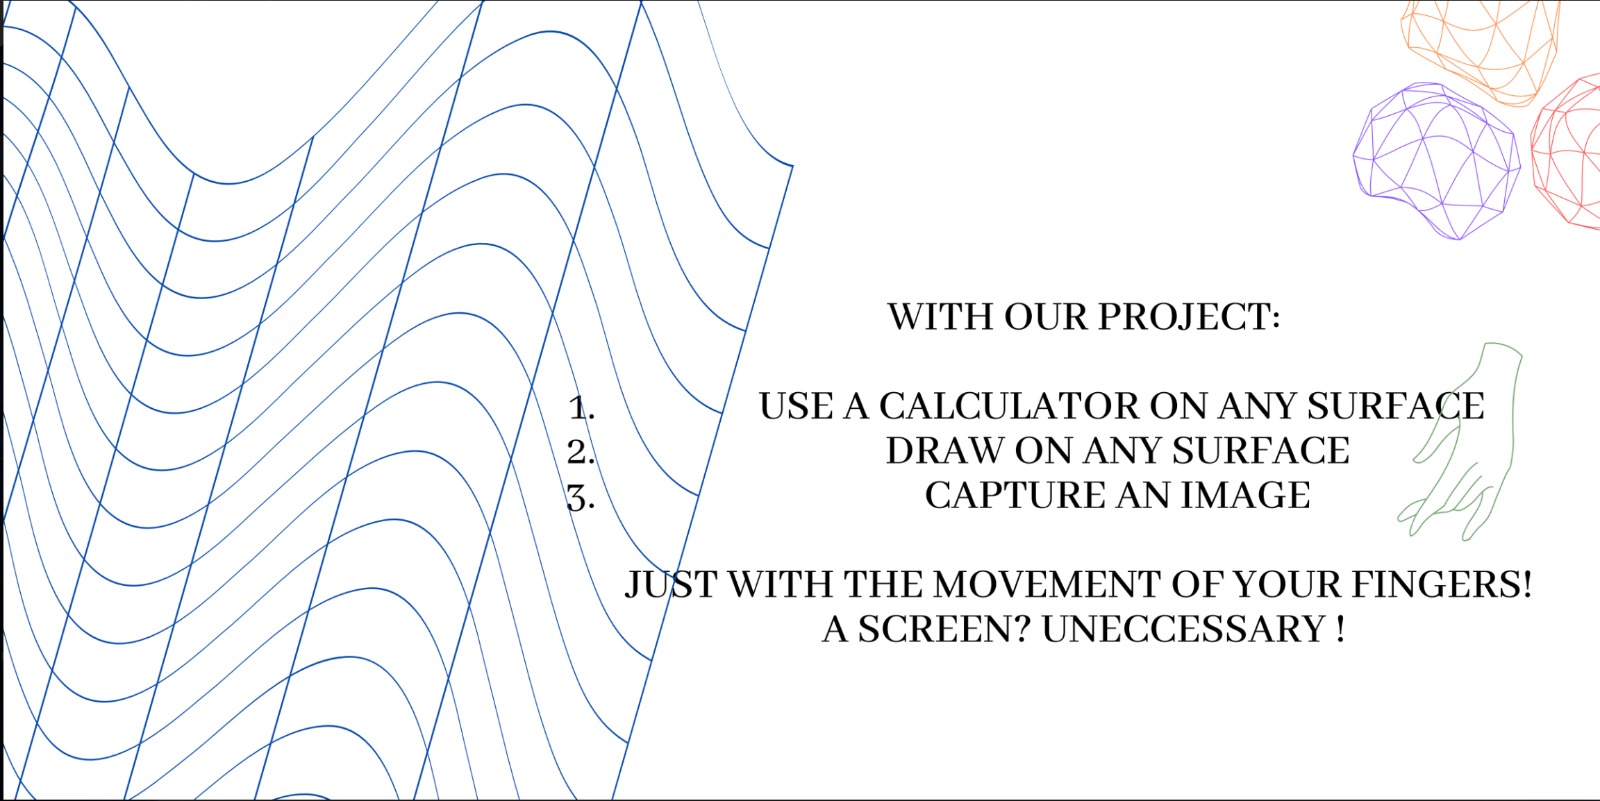 WITH OUR PROJECT:
1. USE A CALCULATOR ON ANY SURFACE
2. DRAW ON ANY SURFACE
3. CAPTURE AN IMAGE
JUST WITH THE MOVEMENT OF YOUR FINGERS!
A SCREEN? UNECCESSARY !